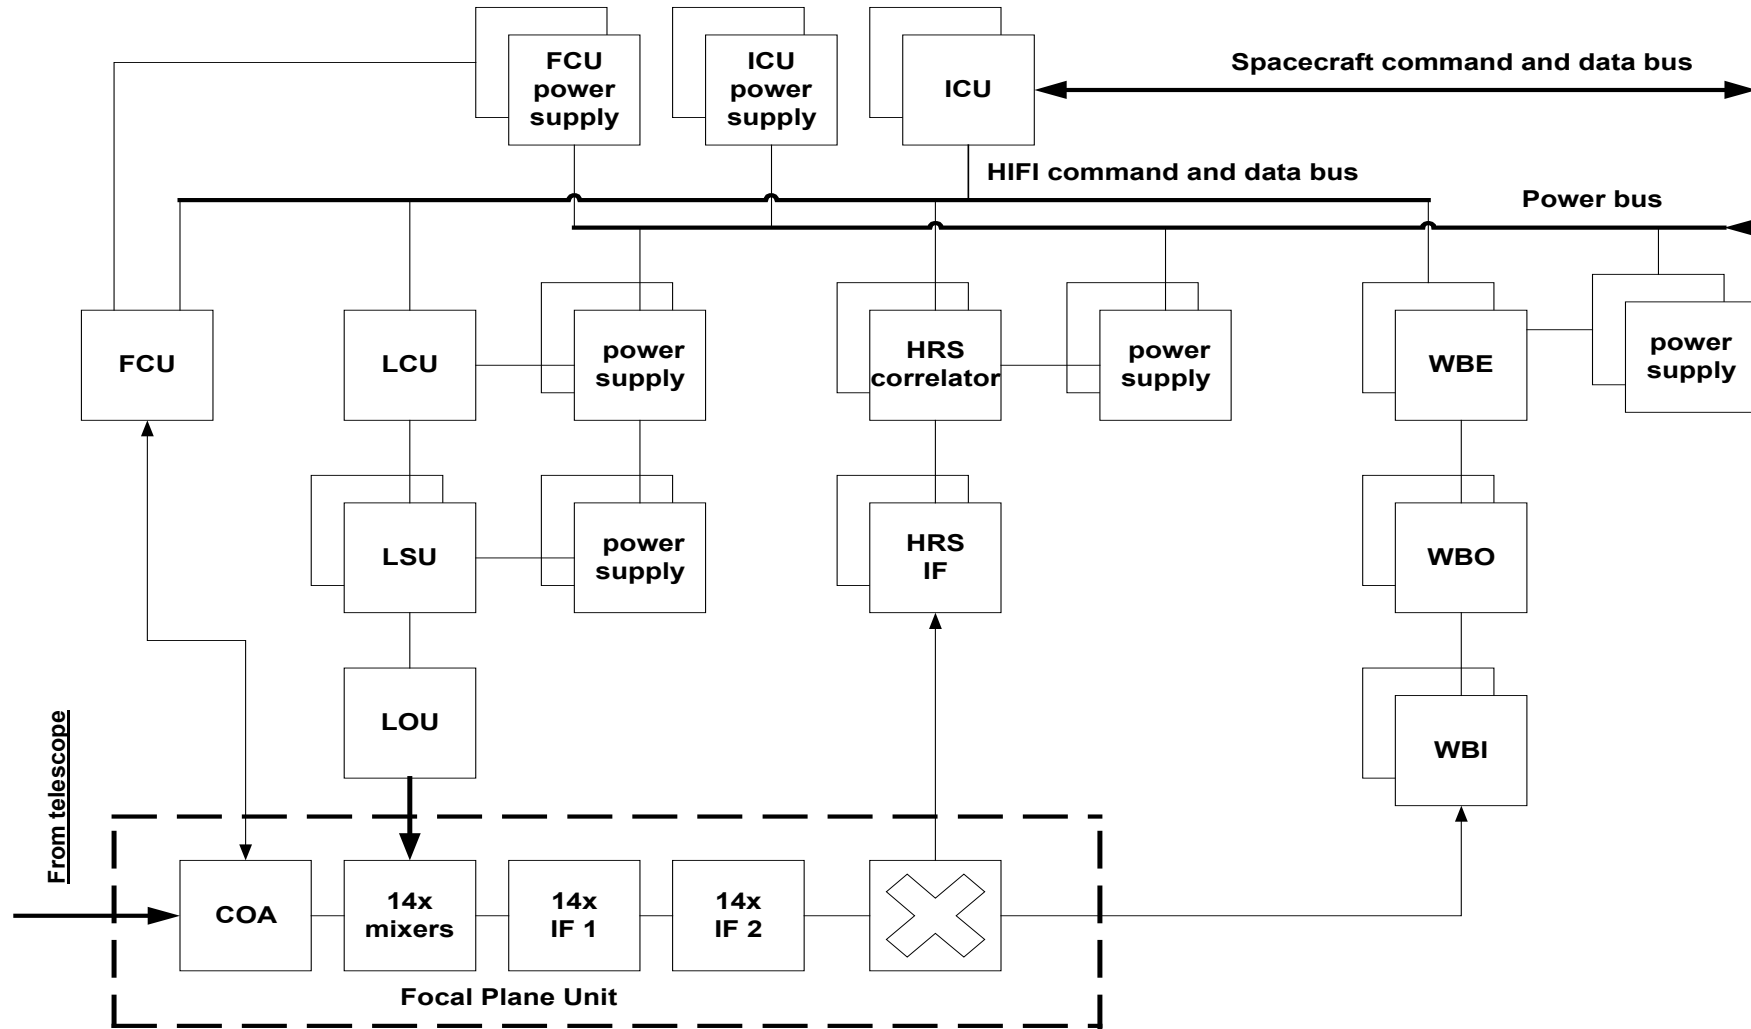 FCU
power
supply
ICU
power
supply
ICU
Spacecraft command and data bus
HIFI command and data bus
Power bus
FCU
LCU
power
supply
HRS
correlator
power
supply
WBE
power
supply
LSU
power
supply
HRS
IF
WBO
LOU
WBI
From telescope
COA
14x
mixers
14x
IF 1
14x
IF 2
Focal Plane Unit